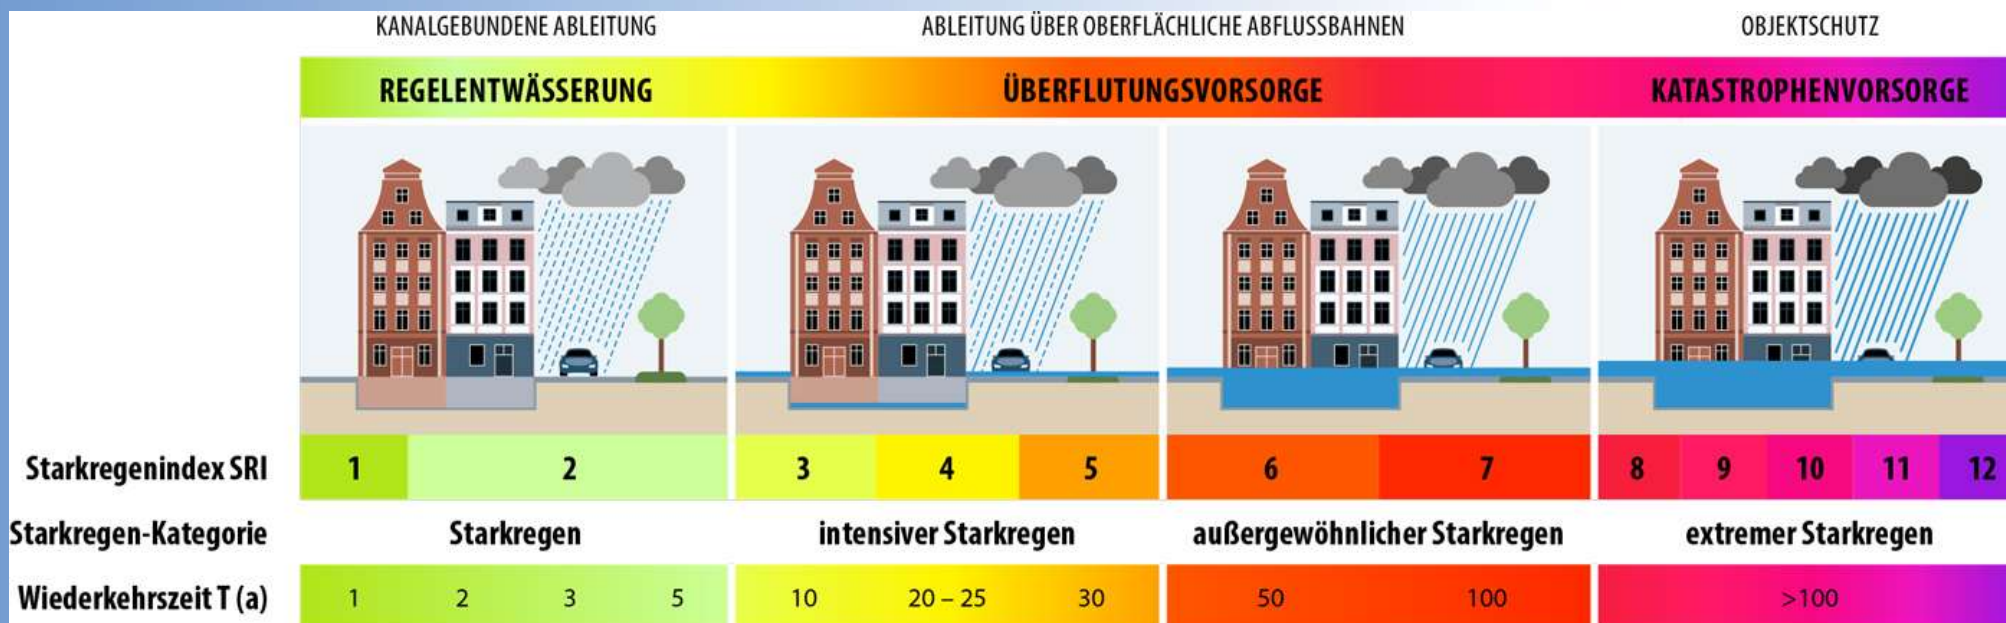 KANALGEBUNDENE ABLEITUNG
ABLEITUNG ÜBER OBERFLÄCHLICHE ABFLUSSBAHNEN
OBJEKTSCHUTZ
REGELENTWÄSSERUNG
ÜBERFLUTUNGSVORSORGE
KATASTROPHENVORSORGE
Starkregenindex SRI 1 2 3 4 5 6 7 8 9 10 11 12
Starkregen-Kategorie Starkregen intensiver Starkregen außergewöhnlicher Starkregen extremer Starkregen
Wiederkehrszeit T (a) 1 2 3 5 10 20 – 25 30 50 100 >100